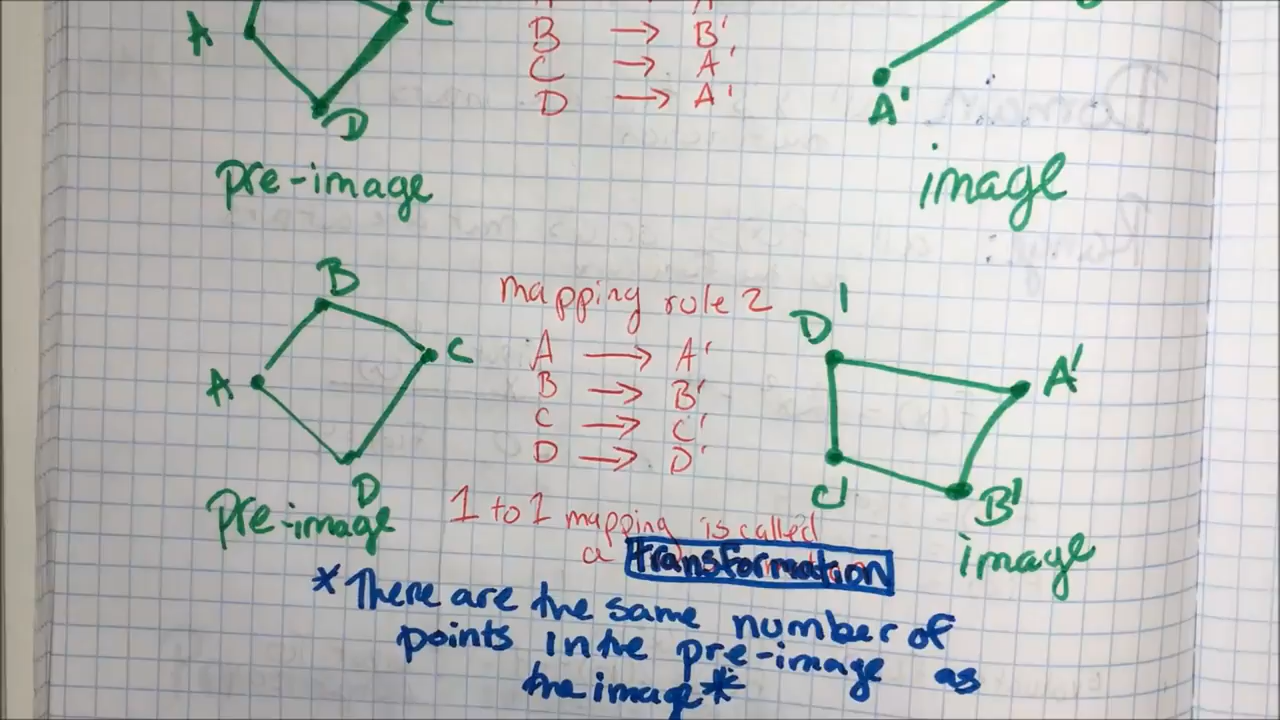 A
C
B → B'
C → A'
D → A'
D
A'
pre-image
image
B
mapping rule 2
D'
A
C
A → A'
B → B'
C → C'
D → D'
A'
C'
B'
D
pre-image
1 to 1 mapping is called
a transformation
image
*There are the same number of
points in the pre-image as
the image*